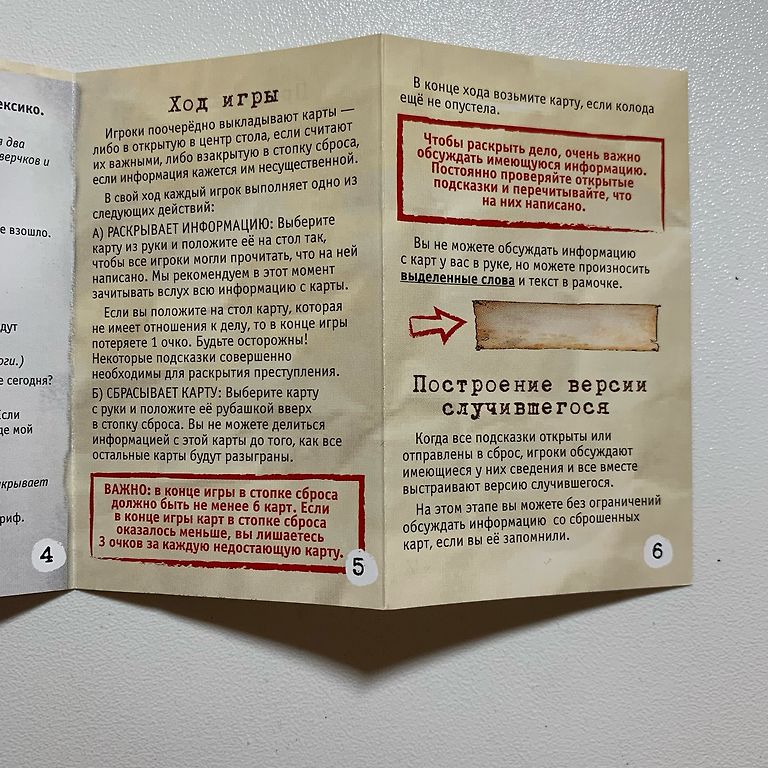 ексико.
два
верчков и
е взошло.
дут
оги.)
е сегодня?
Если
де мой
крывает
риф.
4
Ход игры
Игроки поочерёдно выкладывают карты —
либо в открытую в центр стола, если считают
их важными, либо взакрытую в стопку сброса,
если информация кажется им несущественной.
В свой ход каждый игрок выполняет одно из
следующих действий:
А) РАСКРЫВАЕТ ИНФОРМАЦИЮ: Выберите
карту из руки и положите её на стол так,
чтобы все игроки могли прочитать, что на ней
написано. Мы рекомендуем в этот момент
зачитывать вслух всю информацию с карты.
Если вы положите на стол карту, которая
не имеет отношения к делу, то в конце игры
потеряете 1 очко. Будьте осторожны!
Некоторые подсказки совершенно
необходимы для раскрытия преступления.
Б) СБРАСЫВАЕТ КАРТУ: Выберите карту
с руки и положите её рубашкой вверх
в стопку сброса. Вы не можете делиться
информацией с этой карты до того, как все
остальные карты будут разыграны.
ВАЖНО: в конце игры в стопке сброса
должно быть не менее 6 карт. Если
в конце игры карт в стопке сброса
оказалось меньше, вы лишаетесь
3 очков за каждую недостающую карту.
5
В конце хода возьмите карту, если колода
ещё не опустела.
Чтобы раскрыть дело, очень важно
обсуждать имеющуюся информацию.
Постоянно проверяйте открытые
подсказки и перечитывайте, что
на них написано.
Вы не можете обсуждать информацию
с карт у вас в руке, но можете произносить
выделенные слова и текст в рамочке.
Построение версии
случившегося
Когда все подсказки открыты или
отправлены в сброс, игроки обсуждают
имеющиеся у них сведения и все вместе
выстраивают версию случившегося.
На этом этапе вы можете без ограничений
обсуждать информацию со сброшенных
карт, если вы её запомнили.
6